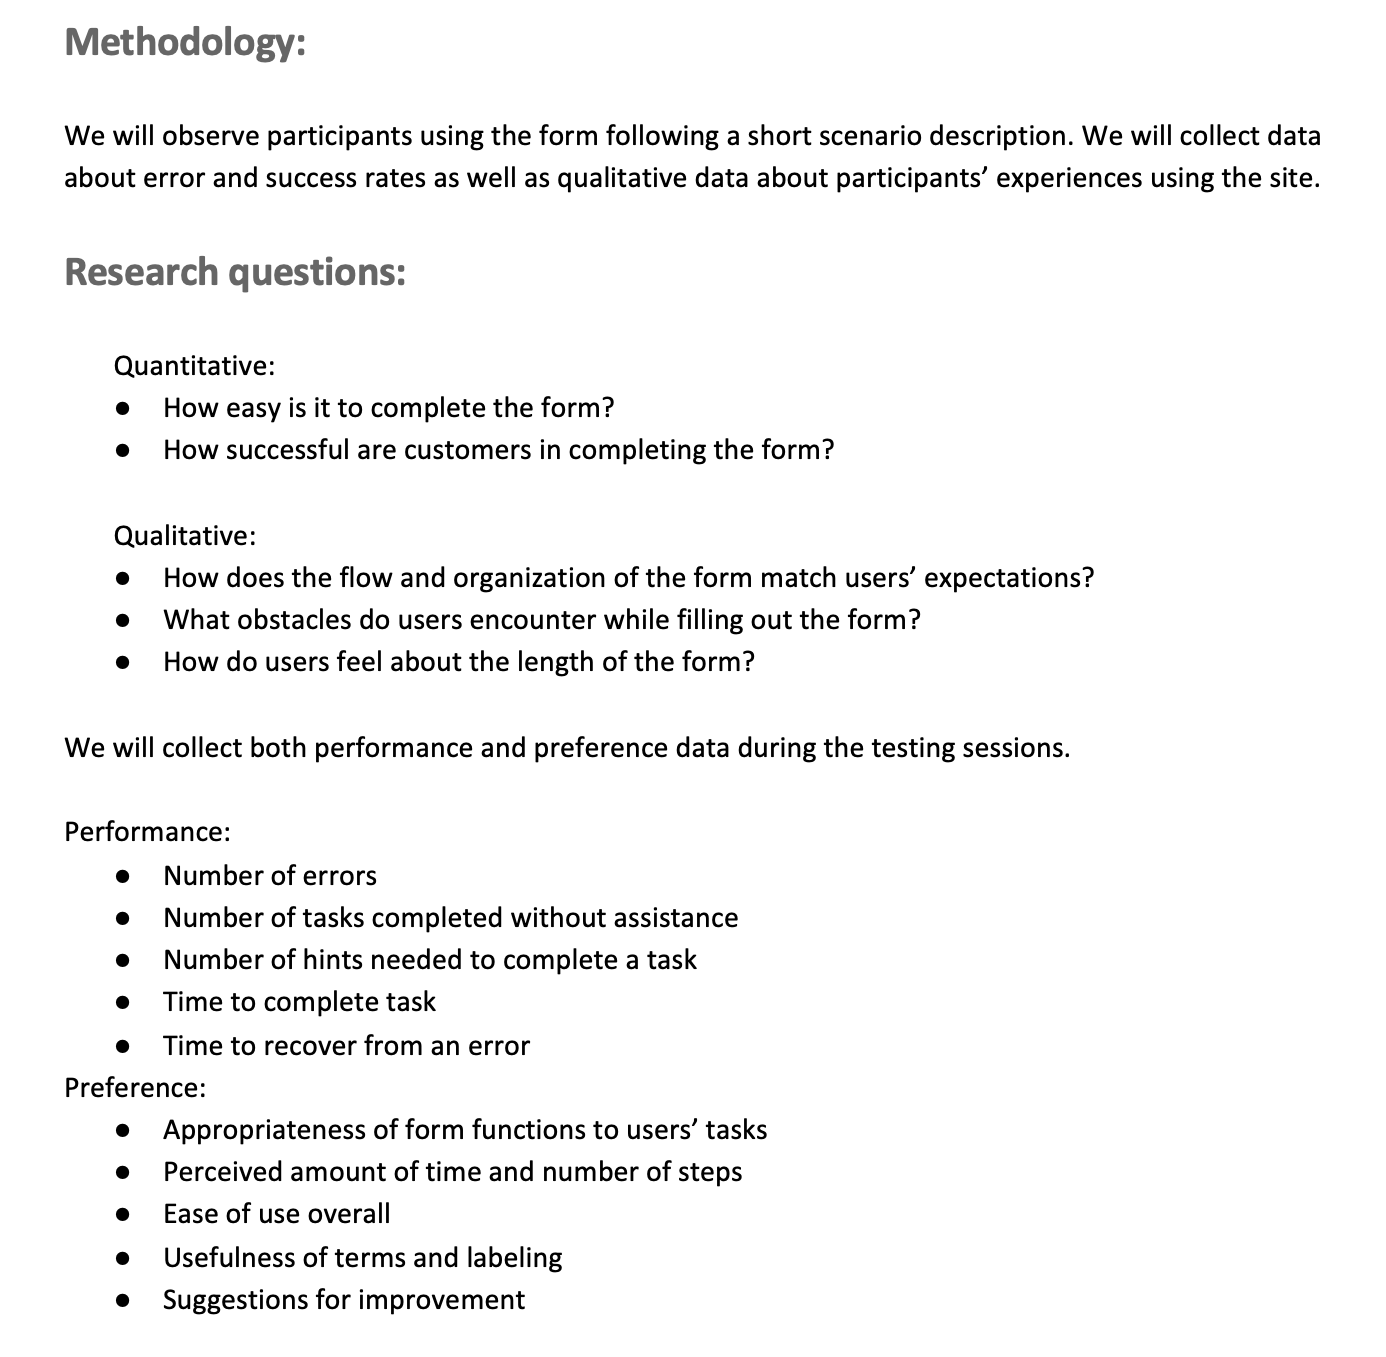 Methodology:
We will observe participants using the form following a short scenario description. We will collect data
about error and success rates as well as qualitative data about participants’ experiences using the site.
Research questions:
Quantitative:
● How easy is it to complete the form?
● How successful are customers in completing the form?
Qualitative:
● How does the flow and organization of the form match users’ expectations?
● What obstacles do users encounter while filling out the form?
● How do users feel about the length of the form?
We will collect both performance and preference data during the testing sessions.
Performance:
● Number of errors
● Number of tasks completed without assistance
● Number of hints needed to complete a task
● Time to complete task
● Time to recover from an error
Preference:
● Appropriateness of form functions to users’ tasks
● Perceived amount of time and number of steps
● Ease of use overall
● Usefulness of terms and labeling
● Suggestions for improvement